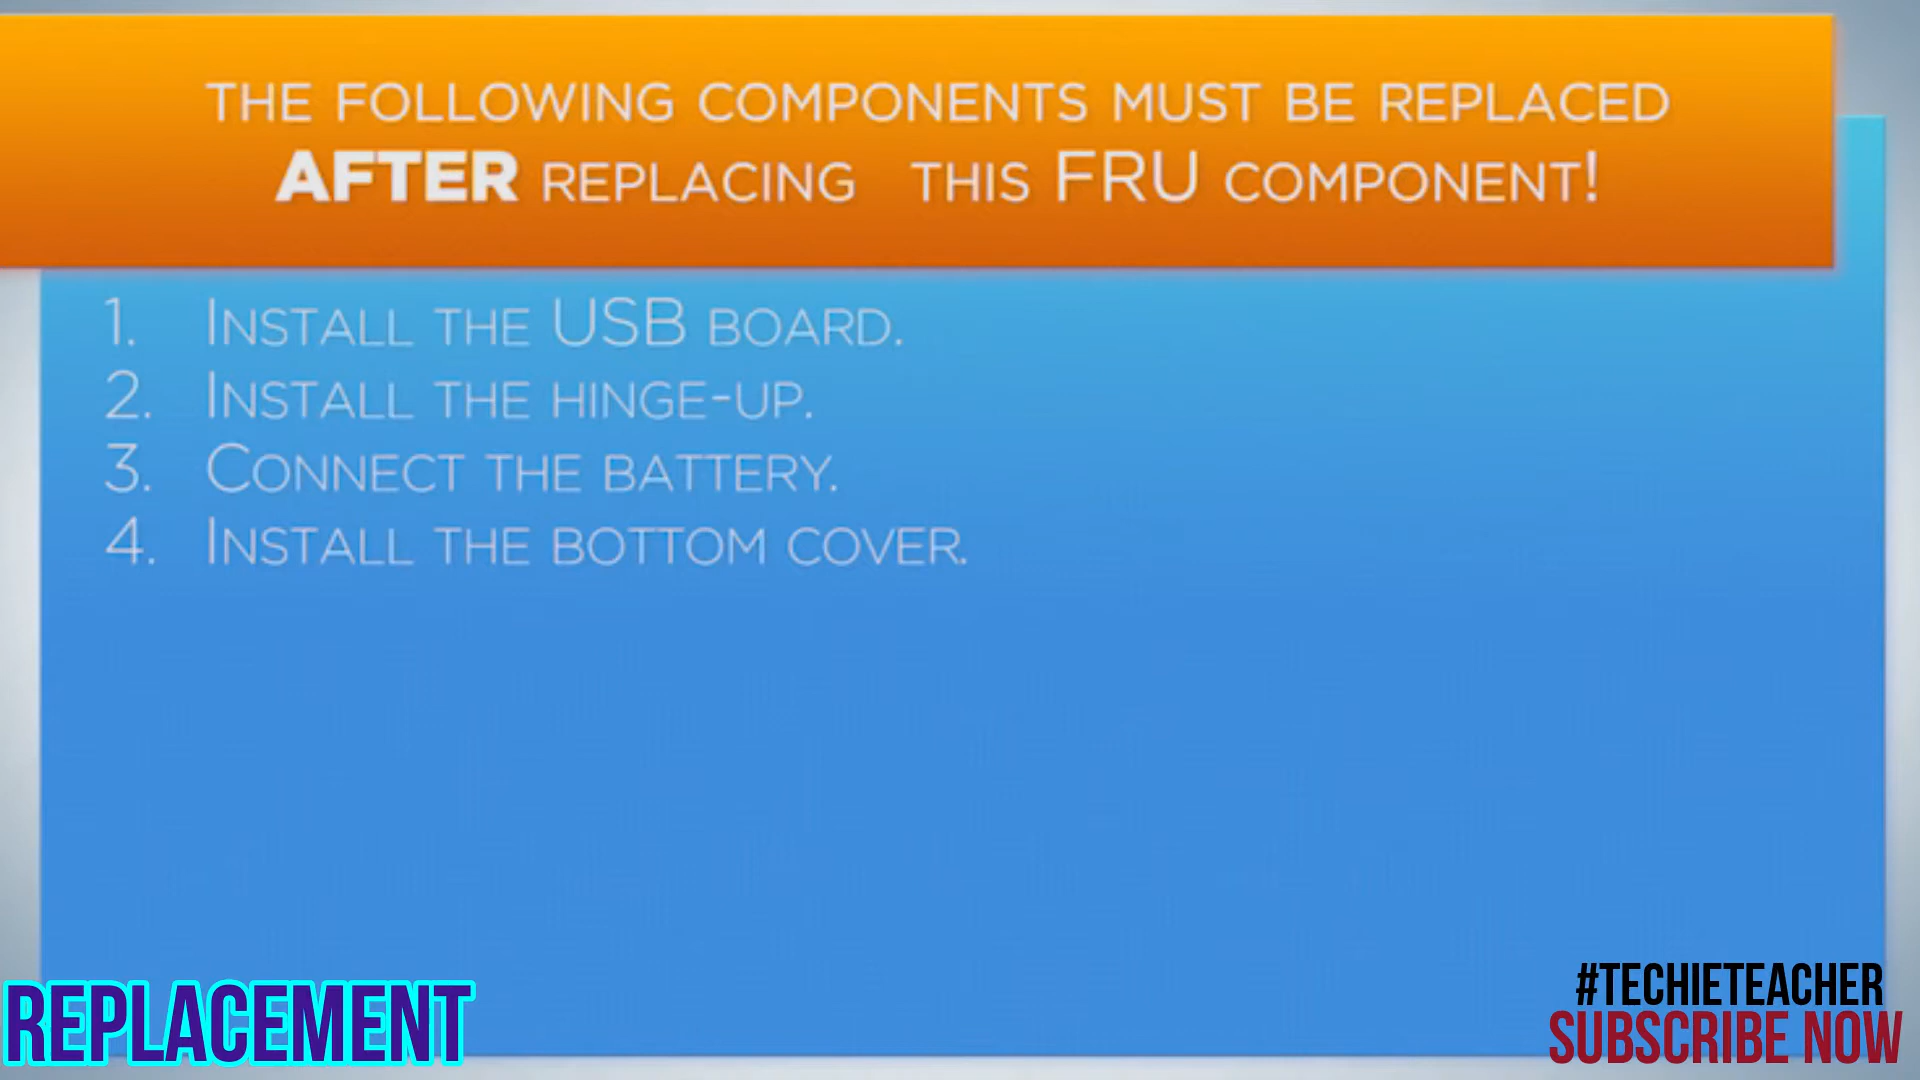 THE FOLLOWING COMPONENTS MUST BE REPLACED
AFTER REPLACING THIS FRU COMPONENT!
1. INSTALL THE USB BOARD.
2. INSTALL THE HINGE-UP.
3. CONNECT THE BATTERY.
4. INSTALL THE BOTTOM COVER.
REPLACEMENT
#TECHIETEACHER
SUBSCRIBE NOW